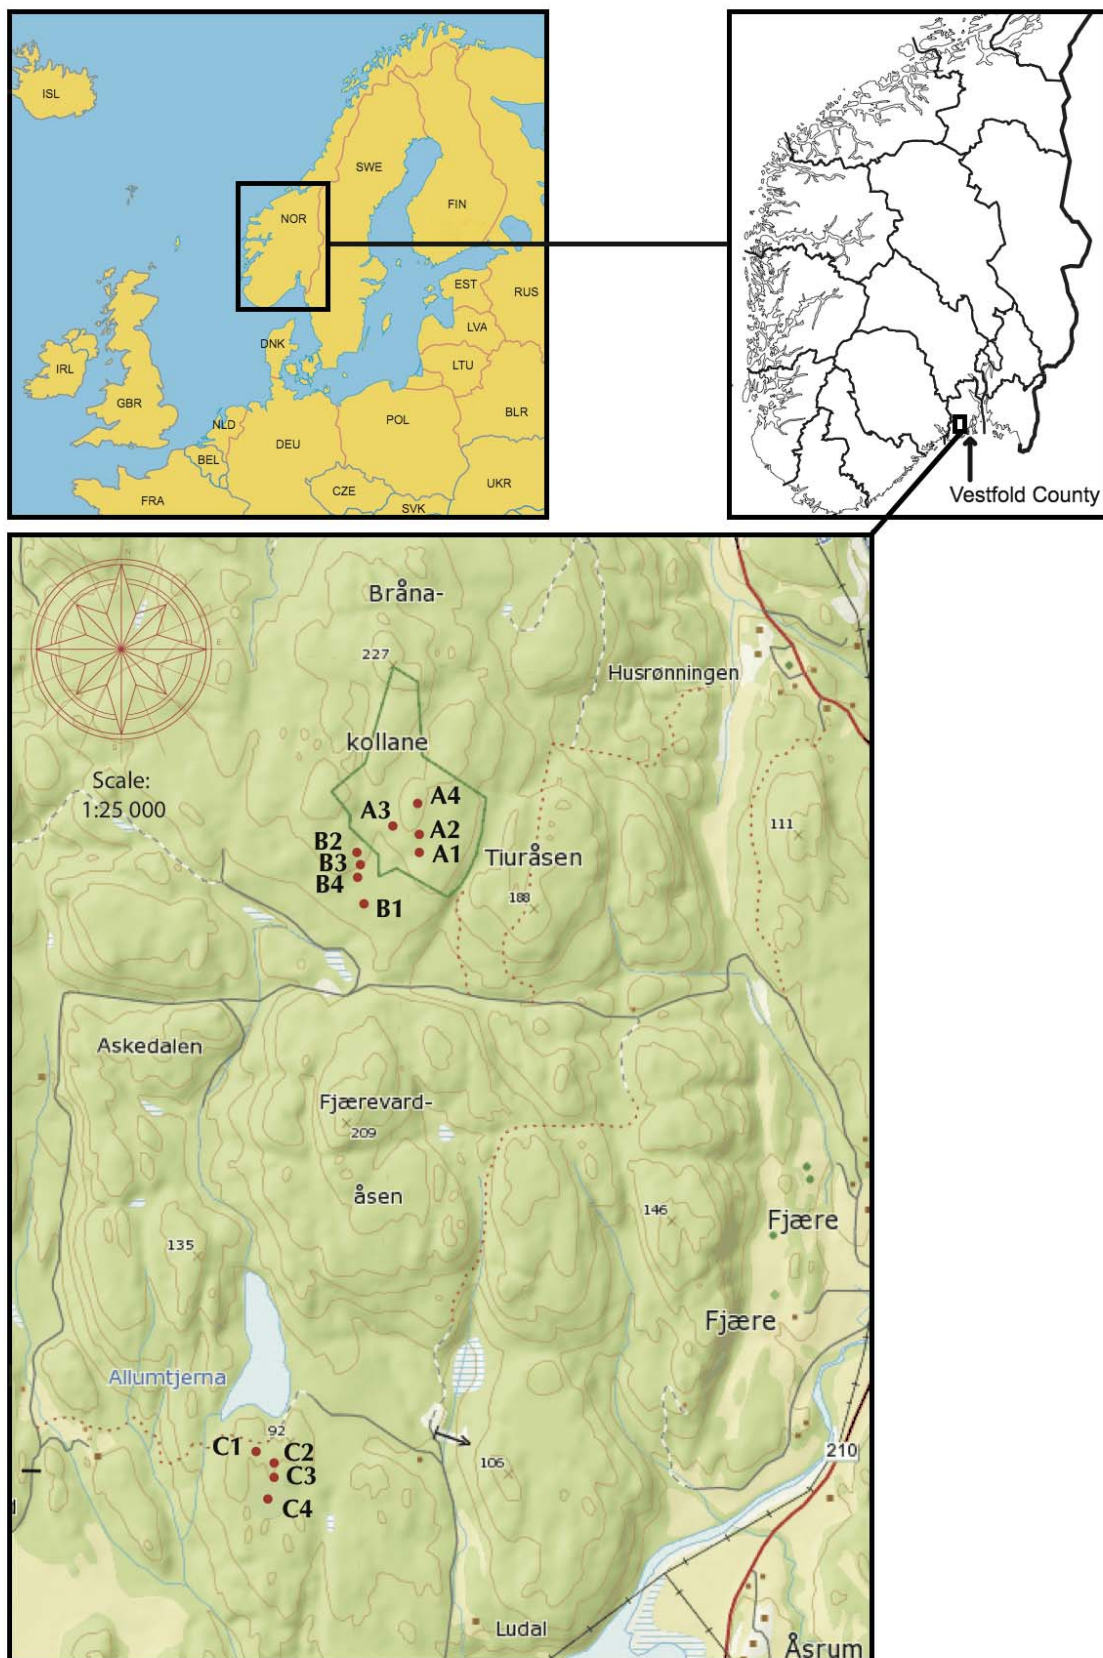 ISL
SWE
NOR
FIN
EST
RUS
LVA
DNK
LTU
IRL
GBR
BLR
NLD
POL
DEU
BEL
CZE
UKR
FRA
SVK
Vestfold County
Bråna-
227
Husrønningen
kollane
Scale:
1:25 000
A4
A3
A2
A1
B2
B3
B4
B1
111
Tiuråsen
188
Askedalen
Fjærevard-
209
åsen
146
Fjære
135
Fjære
Allumtjerna
92
C1
C2
C3
C4
106
210
Ludal
Åsrum